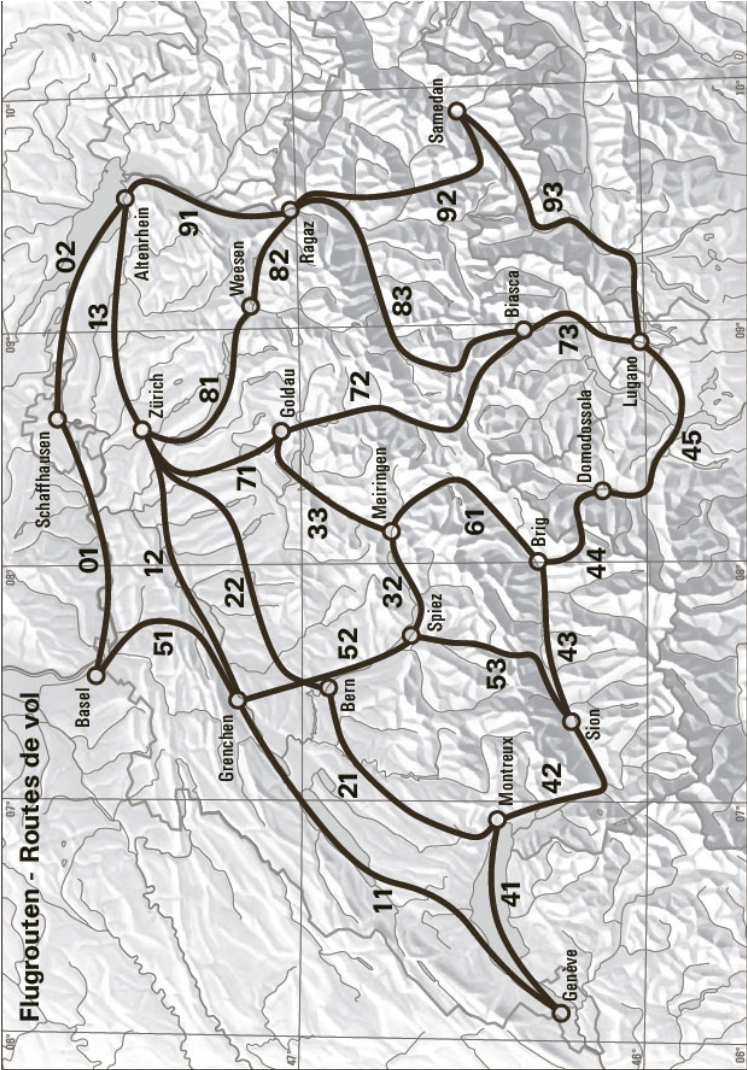 Flugrouten - Routes de vol
06°
07°
08°
09°
10°
Basel
01
Schaffhausen
02
51
12
Zürich
13
Altenrhein
Grenchen
22
71
81
Weesen
91
47°
Bern
52
33
Goldau
82
Ragaz
11
21
32
Meiringen
72
83
92
Samedan
Spiez
61
41
Montreux
53
Brig
Biasca
93
Genève
42
Sion
43
44
Domodossola
73
Lugano
45
46°
06°
07°